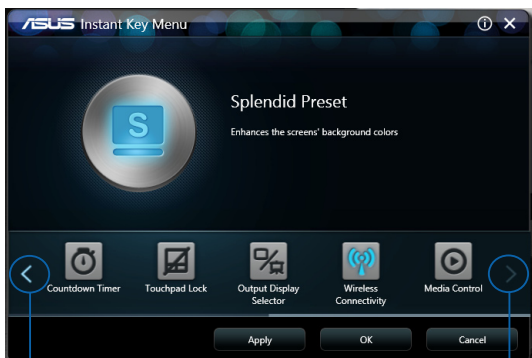 ASUS Instant Key Menu
S
Splendid Preset
Enhances the screens' background colors
Countdown Timer
Touchpad Lock
Output Display
Selector
Wireless
Connectivity
Media Control
Apply
OK
Cancel